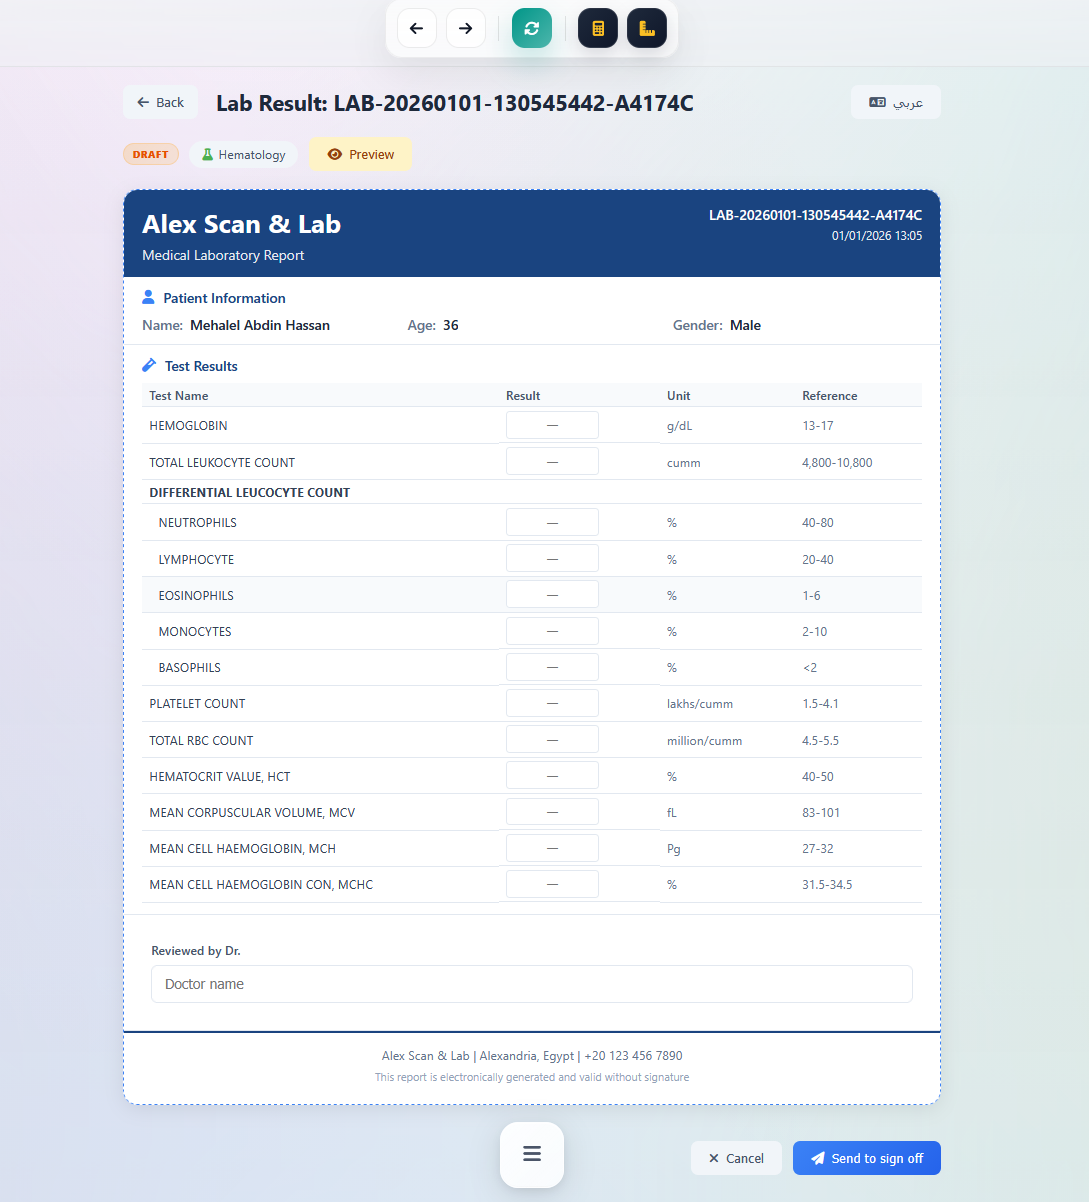 Back
Lab Result: LAB-20260101-130545442-A4174C
عربي
DRAFT
Hematology
Preview
Alex Scan & Lab
LAB-20260101-130545442-A4174C
01/01/2026 13:05
Medical Laboratory Report
Patient Information
Name: Mehalel Abdin Hassan Age: 36 Gender: Male
Test Results
Test Name Result Unit Reference
HEMOGLOBIN — g/dL 13-17
TOTAL LEUKOCYTE COUNT — cumm 4,800-10,800
DIFFERENTIAL LEUCOCYTE COUNT
NEUTROPHILS — % 40-80
LYMPHOCYTE — % 20-40
EOSINOPHILS — % 1-6
MONOCYTES — % 2-10
BASOPHILS — % <2
PLATELET COUNT — lakhs/cumm 1.5-4.1
TOTAL RBC COUNT — million/cumm 4.5-5.5
HEMATOCRIT VALUE, HCT — % 40-50
MEAN CORPUSCULAR VOLUME, MCV — fL 83-101
MEAN CELL HAEMOGLOBIN, MCH — Pg 27-32
MEAN CELL HAEMOGLOBIN CON, MCHC — % 31.5-34.5
Reviewed by Dr.
Doctor name
Alex Scan & Lab | Alexandria, Egypt | +20 123 456 7890
This report is electronically generated and valid without signature
Cancel
Send to sign off